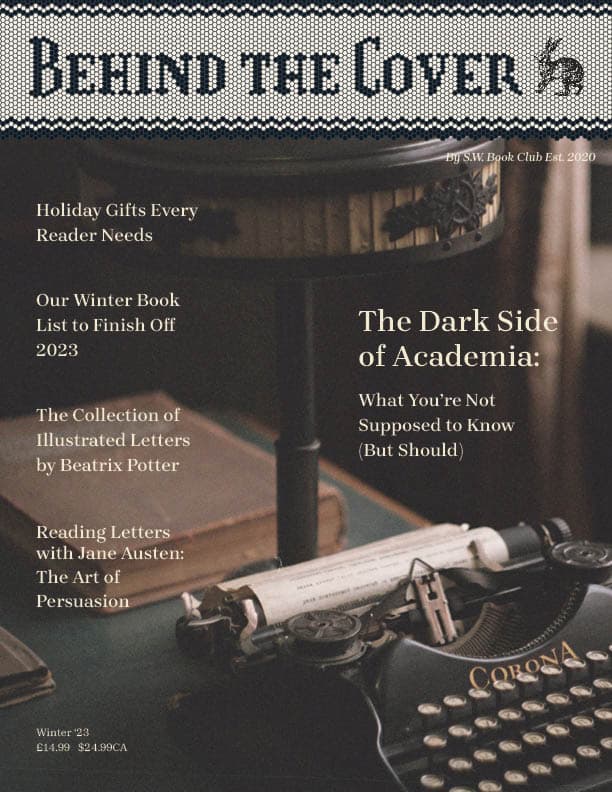 BEHIND THE COVER
By S.W. Book Club Est. 2020
Holiday Gifts Every
Reader Needs
Our Winter Book
List to Finish Off
2023
The Dark Side
of Academia:
What You're Not
Supposed to Know
(But Should)
The Collection of
Illustrated Letters
by Beatrix Potter
Reading Letters
with Jane Austen:
The Art of
Persuasion
CORONA
Winter '23
£14.99 $24.99CA